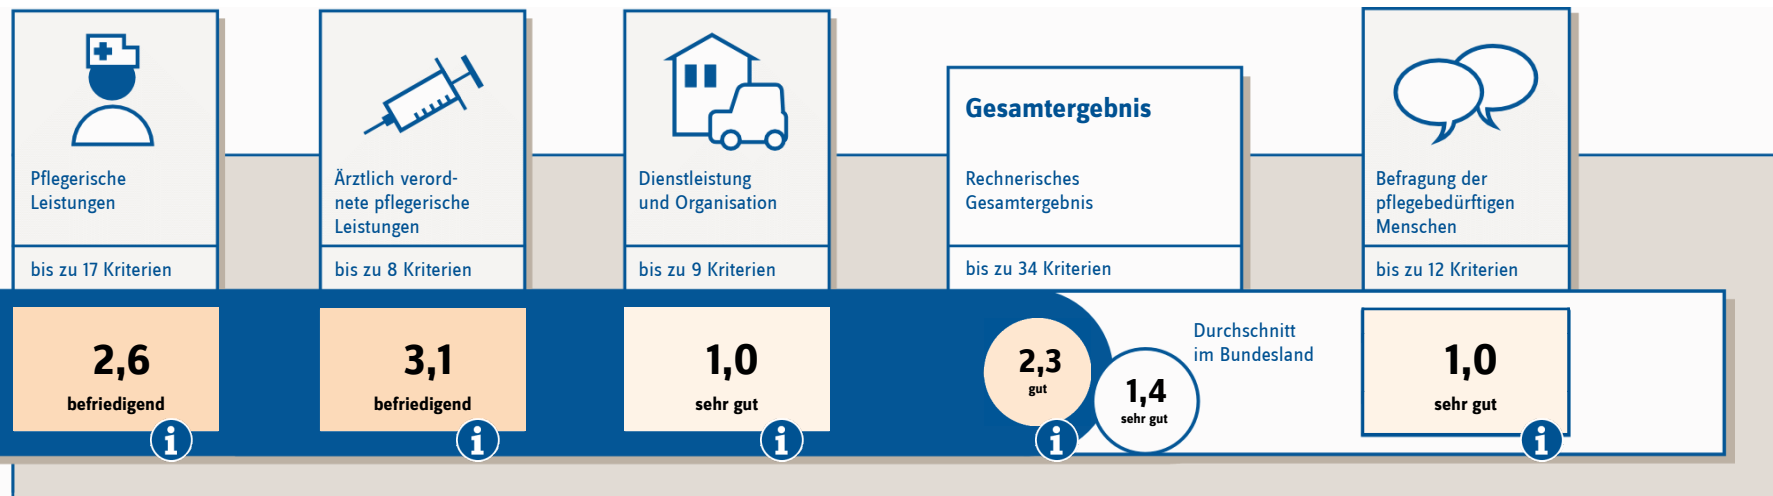 Pflegerische
Leistungen
bis zu 17 Kriterien
2,6
befriedigend
i
Ärztlich verord-
nete pflegerische
Leistungen
bis zu 8 Kriterien
3,1
befriedigend
i
Dienstleistung
und Organisation
bis zu 9 Kriterien
1,0
sehr gut
i
Gesamtergebnis
Rechnerisches
Gesamtergebnis
bis zu 34 Kriterien
2,3
gut
i
1,4
sehr gut
Durchschnitt
im Bundesland
Befragung der
pflegebedürftigen
Menschen
bis zu 12 Kriterien
1,0
sehr gut
i